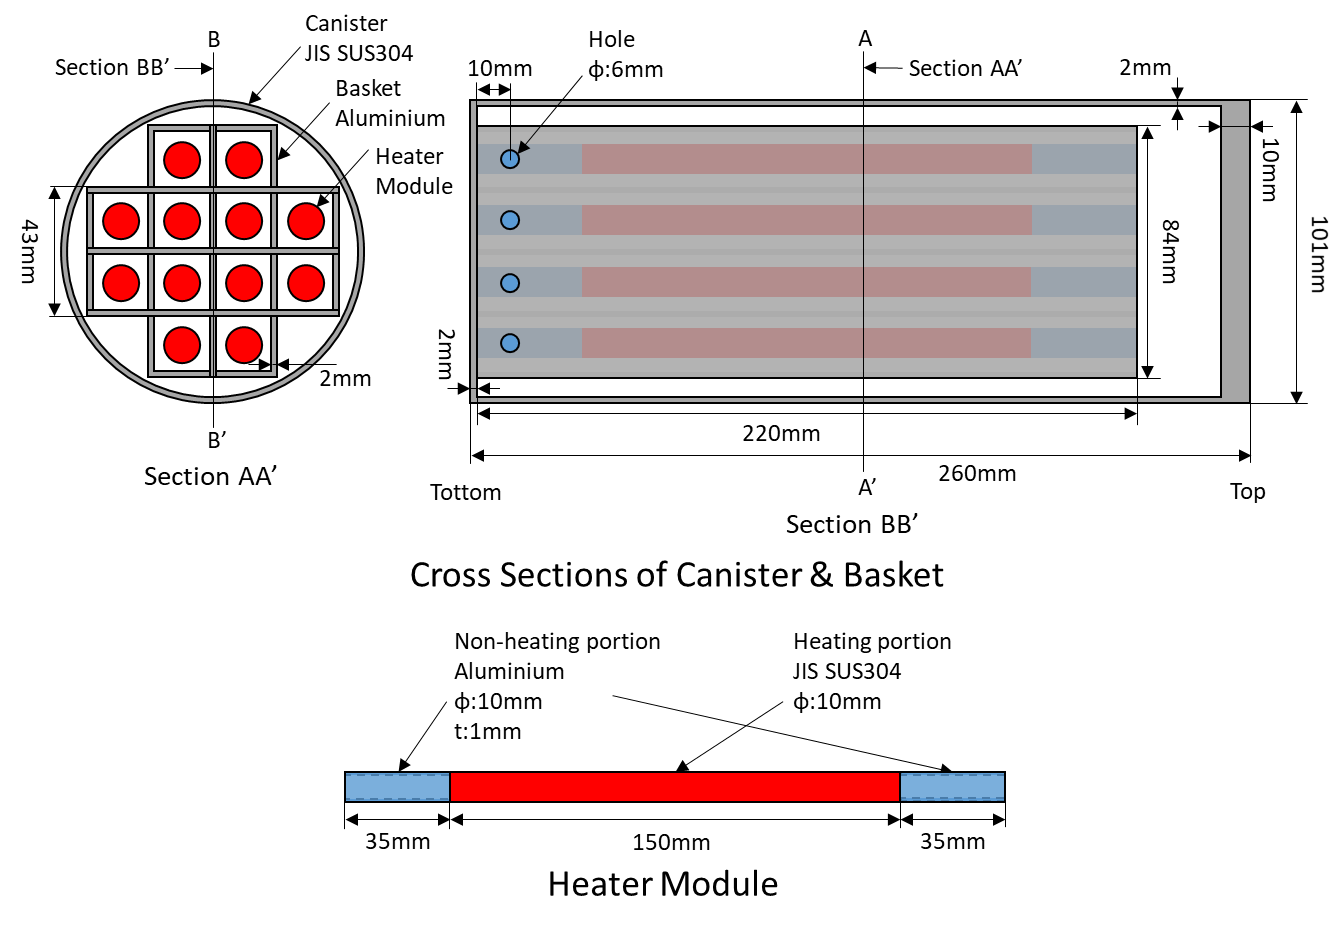 B
Canister
JIS SUS304
Section BB’
Basket
Aluminium
Heater
Module
43mm
2mm
B’
Section AA’
A
Hole
ϕ:6mm
10mm
Section AA’
2mm
10mm
84mm
101mm
2mm
220mm
260mm
A’
Tottom
Top
Section BB’
Cross Sections of Canister & Basket
Non-heating portion
Aluminium
ϕ:10mm
t:1mm
Heating portion
JIS SUS304
ϕ:10mm
35mm
150mm
35mm
Heater Module